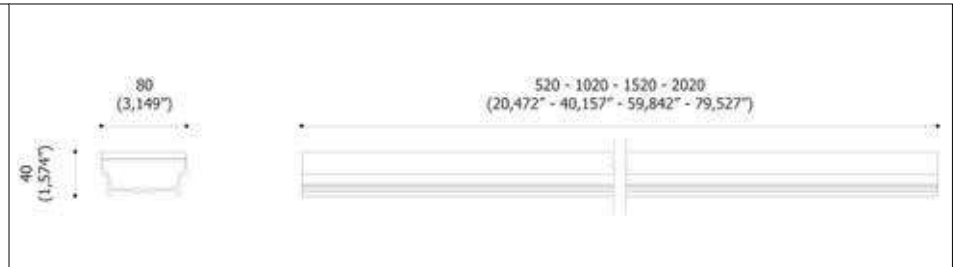 80
(3,149")
520 - 1020 - 1520 - 2020
(20,472" - 40,157" - 59,842" - 79,527")
40
(1,574")